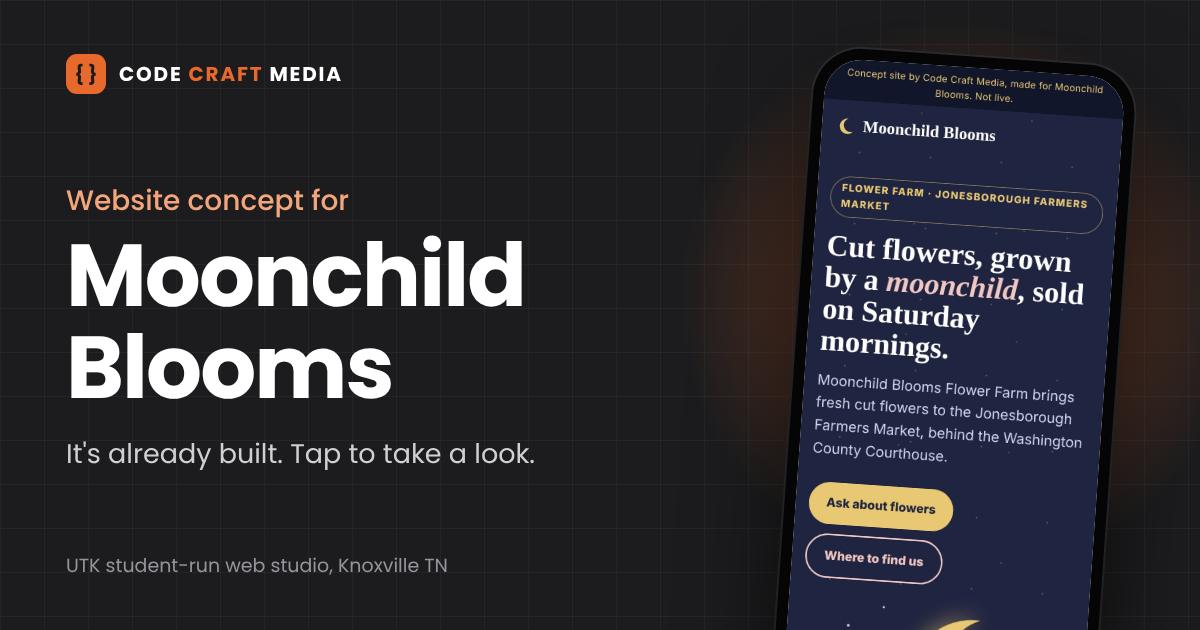 { } CODE CRAFT MEDIA
Website concept for
Moonchild
Blooms
It's already built. Tap to take a look.
UTK student-run web studio, Knoxville TN
Concept site by Code Craft Media, made for Moonchild
Blooms. Not live.
Moonchild Blooms
FLOWER FARM · JONESBOROUGH FARMERS
MARKET
Cut flowers, grown
by a moonchild, sold
on Saturday
mornings.
Moonchild Blooms Flower Farm brings
fresh cut flowers to the Jonesborough
Farmers Market, behind the Washington
County Courthouse.
Ask about flowers
Where to find us